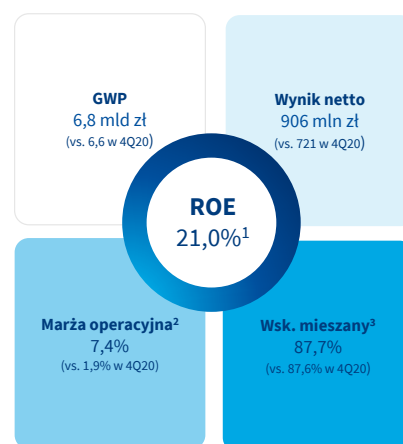 GWP
6,8 mld zł
(vs. 6,6 w 4Q20)
Wynik netto
906 mln zł
(vs. 721 w 4Q20)
ROE
21,0%¹
Marża operacyjna²
7,4%
(vs. 1,9% w 4Q20)
Wsk. mieszany³
87,7%
(vs. 87,6% w 4Q20)